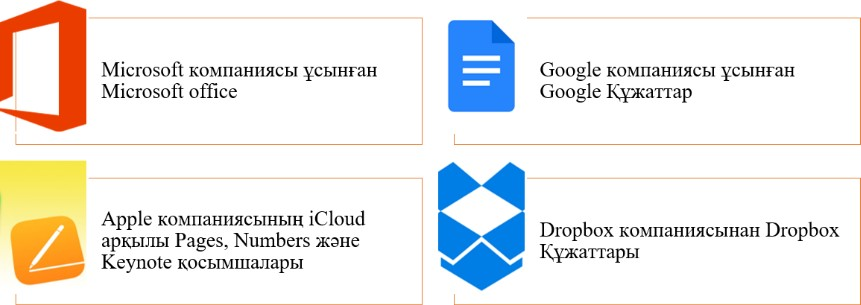 Microsoft компаниясы ұсынған
Microsoft office
Google компаниясы ұсынған
Google Құжаттар
Apple компаниясының iCloud
арқылы Pages, Numbers және
Keynote қосымшалары
Dropbox компаниясынан Dropbox
Құжаттары